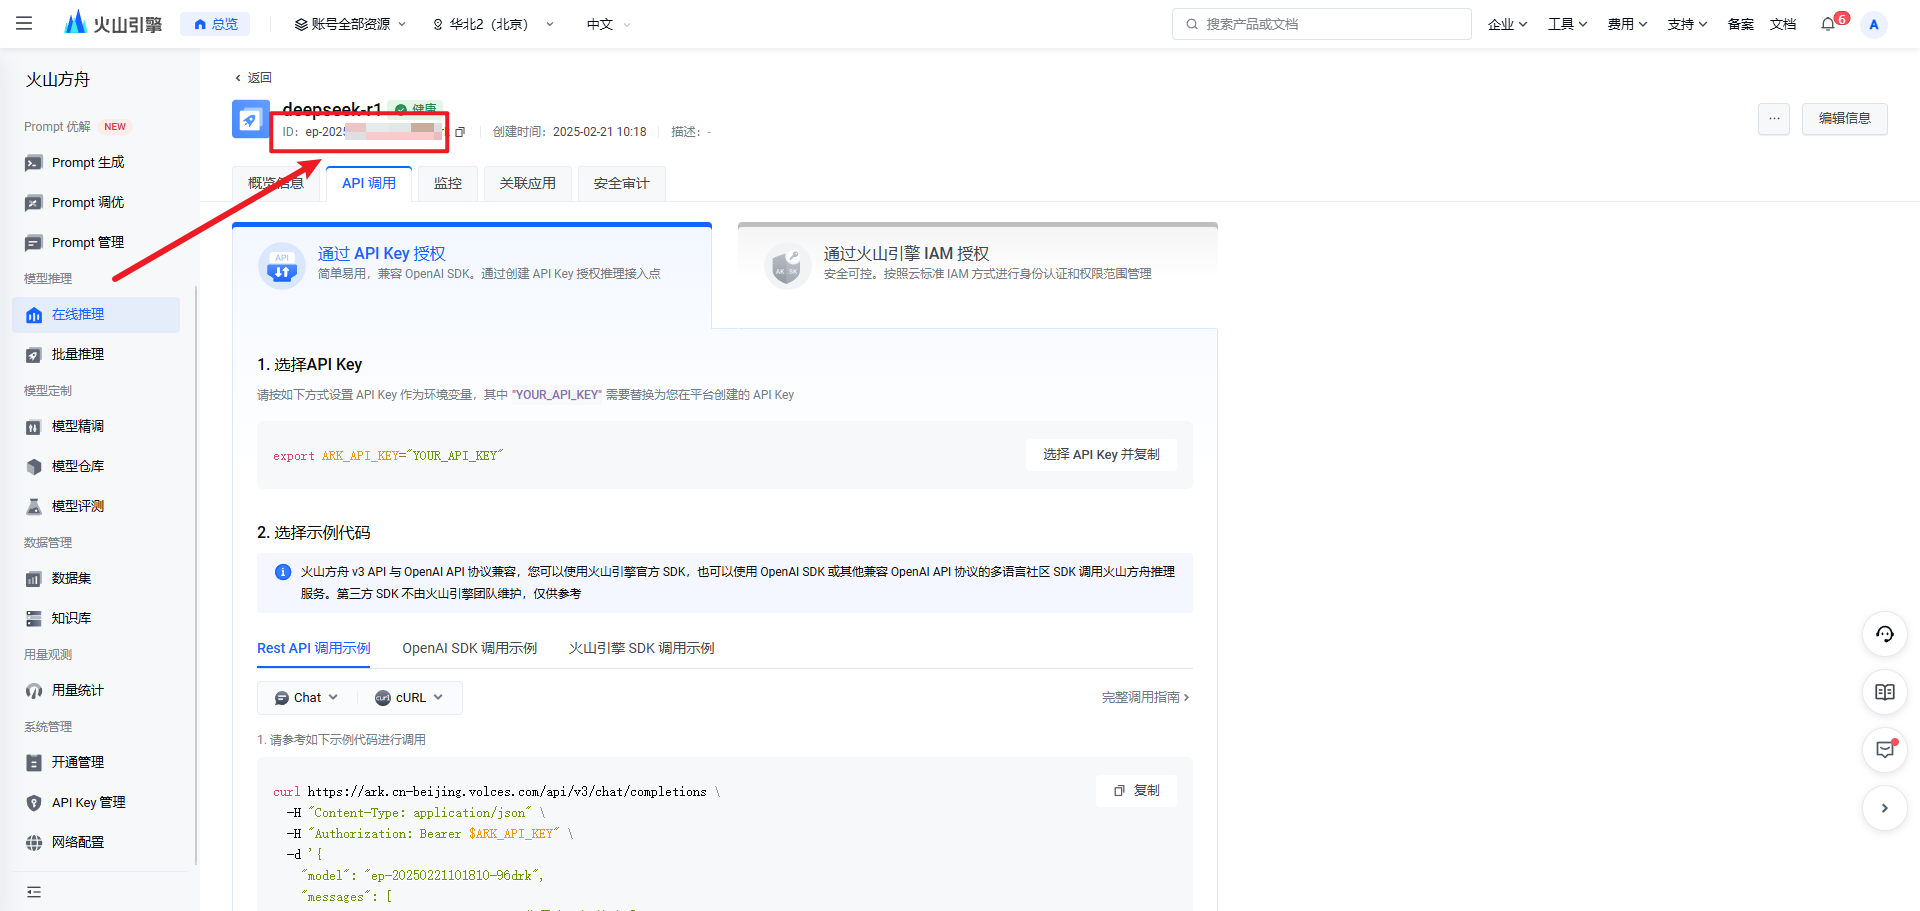 火山引擎
总览
账号全部资源
华北2（北京）
中文
搜索产品或文档
企业
工具
费用
支持
备案
文档
6
A
火山方舟
Prompt 优解 NEW
Prompt 生成
Prompt 调优
Prompt 管理
模型推理
在线推理
批量推理
模型定制
模型精调
模型仓库
模型评测
数据管理
数据集
知识库
用量观测
用量统计
系统管理
开通管理
API Key 管理
网络配置
返回
deepseek-r1 健康
ID： ep-2025
创建时间： 2025-02-21 10:18
描述： -
···
编辑信息
概览信息
API 调用
监控
关联应用
安全审计
API
通过 API Key 授权
简单易用，兼容 OpenAI SDK。通过创建 API Key 授权推理接入点
AK SK
通过火山引擎 IAM 授权
安全可控。按照云标准 IAM 方式进行身份认证和权限范围管理
1. 选择API Key
请按如下方式设置 API Key 作为环境变量，其中 "YOUR_API_KEY" 需要替换为您在平台创建的 API Key
export ARK_API_KEY="YOUR_API_KEY"
选择 API Key 并复制
2. 选择示例代码
火山方舟 v3 API 与 OpenAI API 协议兼容，您可以使用火山引擎官方 SDK，也可以使用 OpenAI SDK 或其他兼容 OpenAI API 协议的多语言社区 SDK 调用火山方舟推理
服务。第三方 SDK 不由火山引擎团队维护，仅供参考
Rest API 调用示例
OpenAI SDK 调用示例
火山引擎 SDK 调用示例
Chat
curl cURL
完整调用指南
1. 请参考如下示例代码进行调用
curl https://ark.cn-beijing.volces.com/api/v3/chat/completions \
复制
-H "Content-Type: application/json" \
-H "Authorization: Bearer $ARK_API_KEY" \
-d '{
"model": "ep-20250221101810-96drk",
"messages": [